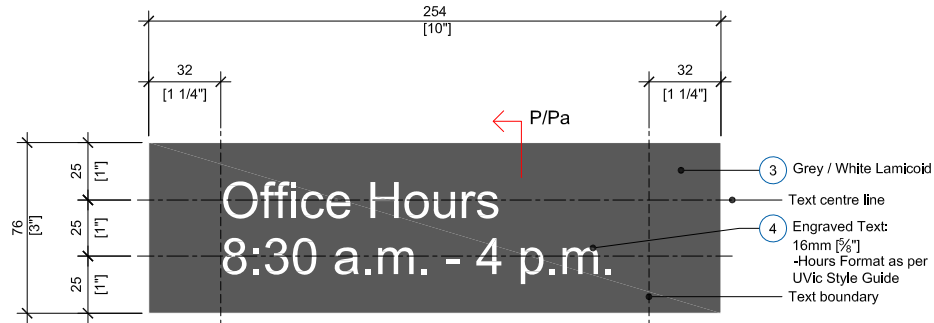 254
[10"]
32
[1 1/4"]
32
[1 1/4"]
P/Pa
76
[3"]
25
[1"]
25
[1"]
25
[1"]
Office Hours
8:30 a.m. - 4 p.m.
3 Grey / White Lamicoid
Text centre line
4 Engraved Text:
16mm [⅝"]
-Hours Format as per
UVic Style Guide
Text boundary